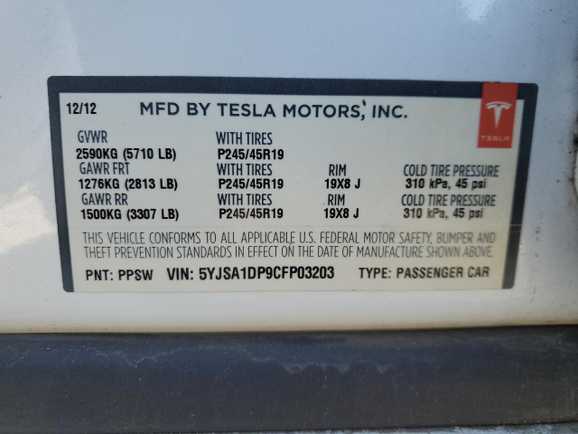 12/12 MFD BY TESLA MOTORS, INC.
GVWR WITH TIRES
2590KG (5710 LB) P245/45R19
GAWR FRT WITH TIRES RIM COLD TIRE PRESSURE
1276KG (2813 LB) P245/45R19 19X8 J 310 kPa, 45 psi
GAWR RR WITH TIRES RIM COLD TIRE PRESSURE
1500KG (3307 LB) P245/45R19 19X8 J 310 kPa, 45 psi
THIS VEHICLE CONFORMS TO ALL APPLICABLE U.S. FEDERAL MOTOR SAFETY, BUMPER AND
THEFT PREVENTION STANDARDS IN EFFECT ON THE DATE OF MANUFACTURE SHOWN ABOVE.
PNT: PPSW VIN: 5YJSA1DP9CFP03203 TYPE: PASSENGER CAR
TESLA